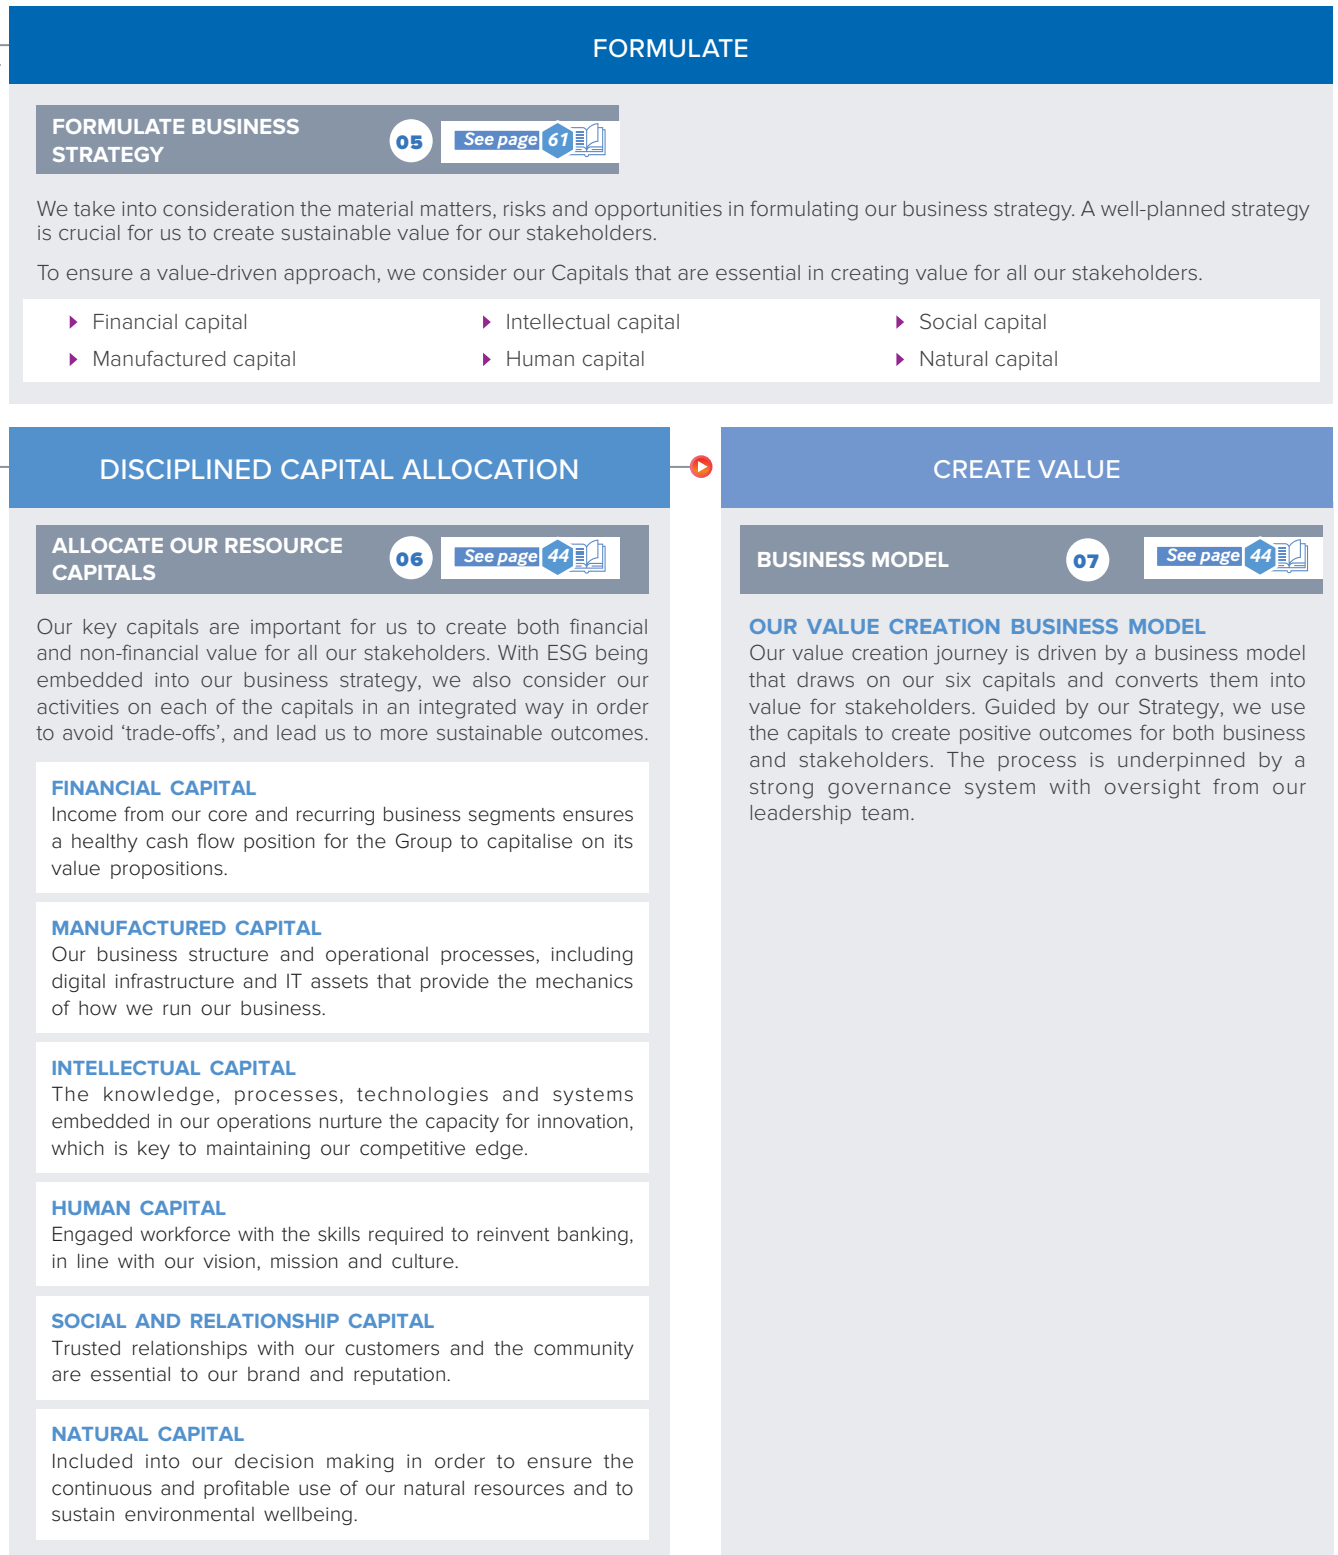 FORMULATE
FORMULATE BUSINESS
STRATEGY
05
See page 61
We take into consideration the material matters, risks and opportunities in formulating our business strategy. A well-planned strategy
is crucial for us to create sustainable value for our stakeholders.
To ensure a value-driven approach, we consider our Capitals that are essential in creating value for all our stakeholders.
Financial capital
Intellectual capital
Social capital
Manufactured capital
Human capital
Natural capital
DISCIPLINED CAPITAL ALLOCATION
ALLOCATE OUR RESOURCE
CAPITALS
06
See page 44
Our key capitals are important for us to create both financial
and non-financial value for all our stakeholders. With ESG being
embedded into our business strategy, we also consider our
activities on each of the capitals in an integrated way in order
to avoid ‘trade-offs’, and lead us to more sustainable outcomes.
FINANCIAL CAPITAL
Income from our core and recurring business segments ensures
a healthy cash flow position for the Group to capitalise on its
value propositions.
MANUFACTURED CAPITAL
Our business structure and operational processes, including
digital infrastructure and IT assets that provide the mechanics
of how we run our business.
INTELLECTUAL CAPITAL
The knowledge, processes, technologies and systems
embedded in our operations nurture the capacity for innovation,
which is key to maintaining our competitive edge.
HUMAN CAPITAL
Engaged workforce with the skills required to reinvent banking,
in line with our vision, mission and culture.
SOCIAL AND RELATIONSHIP CAPITAL
Trusted relationships with our customers and the community
are essential to our brand and reputation.
NATURAL CAPITAL
Included into our decision making in order to ensure the
continuous and profitable use of our natural resources and to
sustain environmental wellbeing.
CREATE VALUE
BUSINESS MODEL
07
See page 44
OUR VALUE CREATION BUSINESS MODEL
Our value creation journey is driven by a business model
that draws on our six capitals and converts them into
value for stakeholders. Guided by our Strategy, we use
the capitals to create positive outcomes for both business
and stakeholders. The process is underpinned by a
strong governance system with oversight from our
leadership team.